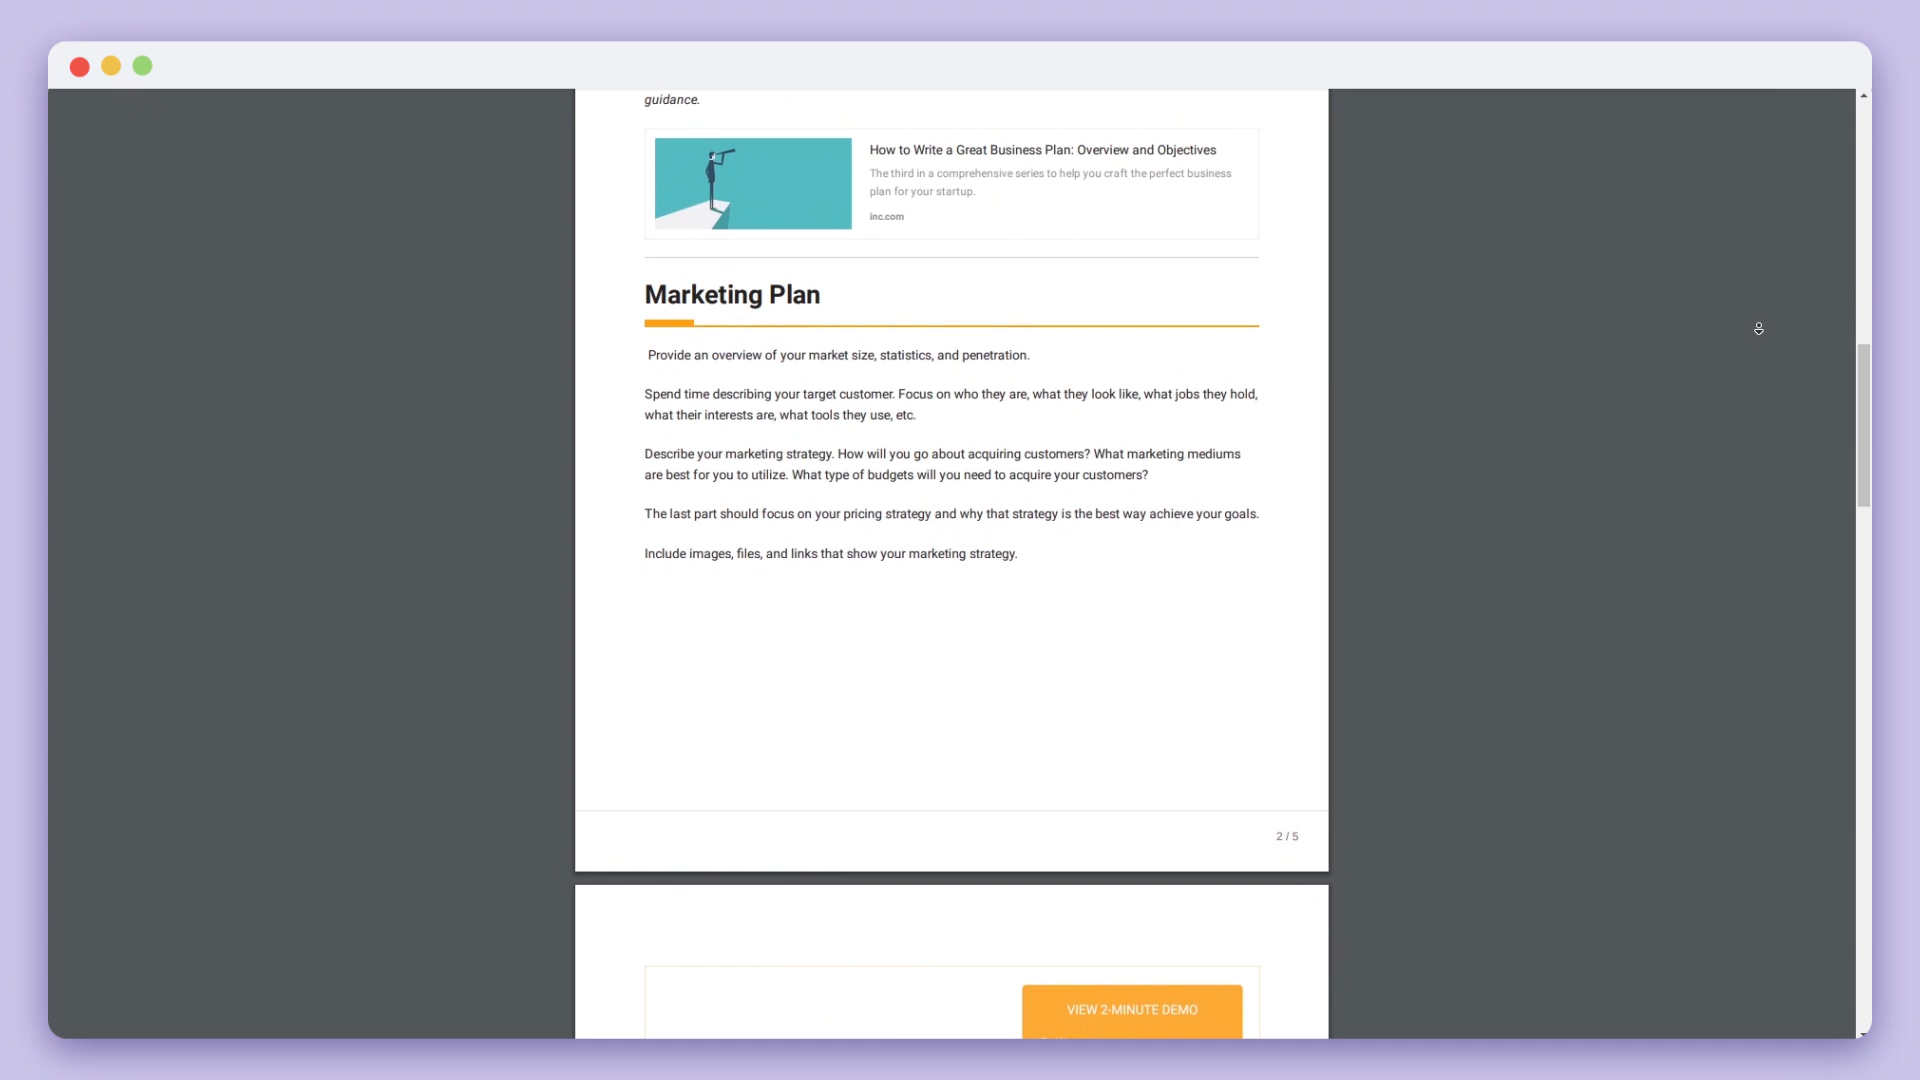 guidance.
How to Write a Great Business Plan: Overview and Objectives
The third in a comprehensive series to help you craft the perfect business
plan for your startup.
inc.com
Marketing Plan
Provide an overview of your market size, statistics, and penetration.
Spend time describing your target customer. Focus on who they are, what they look like, what jobs they hold,
what their interests are, what tools they use, etc.
Describe your marketing strategy. How will you go about acquiring customers? What marketing mediums
are best for you to utilize. What type of budgets will you need to acquire your customers?
The last part should focus on your pricing strategy and why that strategy is the best way achieve your goals.
Include images, files, and links that show your marketing strategy.
2 / 5
VIEW 2-MINUTE DEMO